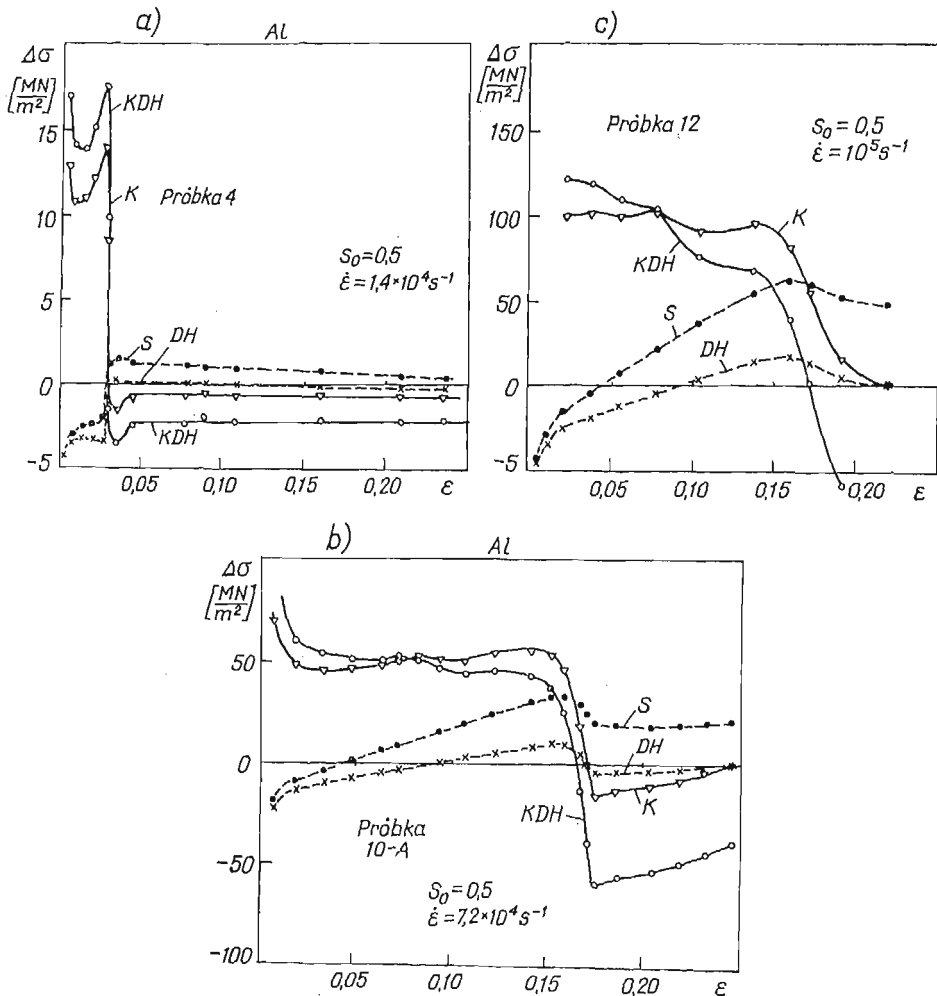 a)
Al
Δσ
[MN/m²]
15
10
5
0
-5
KDH
K
Próbka 4
S₀=0,5
ε̇=1,4×10⁴s⁻¹
S
DH
KDH
0,05 0,10 0,15 0,20 ε
c)
Δσ
[MN/m²]
150
100
50
0
-50
Próbka 12
S₀=0,5
ε̇=10⁵s⁻¹
K
KDH
S
DH
0,05 0,10 0,15 0,20 ε
b)
Al
Δσ
[MN/m²]
50
0
-50
-100
S
DH
K
KDH
Próbka
10-A
S₀=0,5
ε̇=7,2×10⁴s⁻¹
0,05 0,10 0,15 0,20 ε